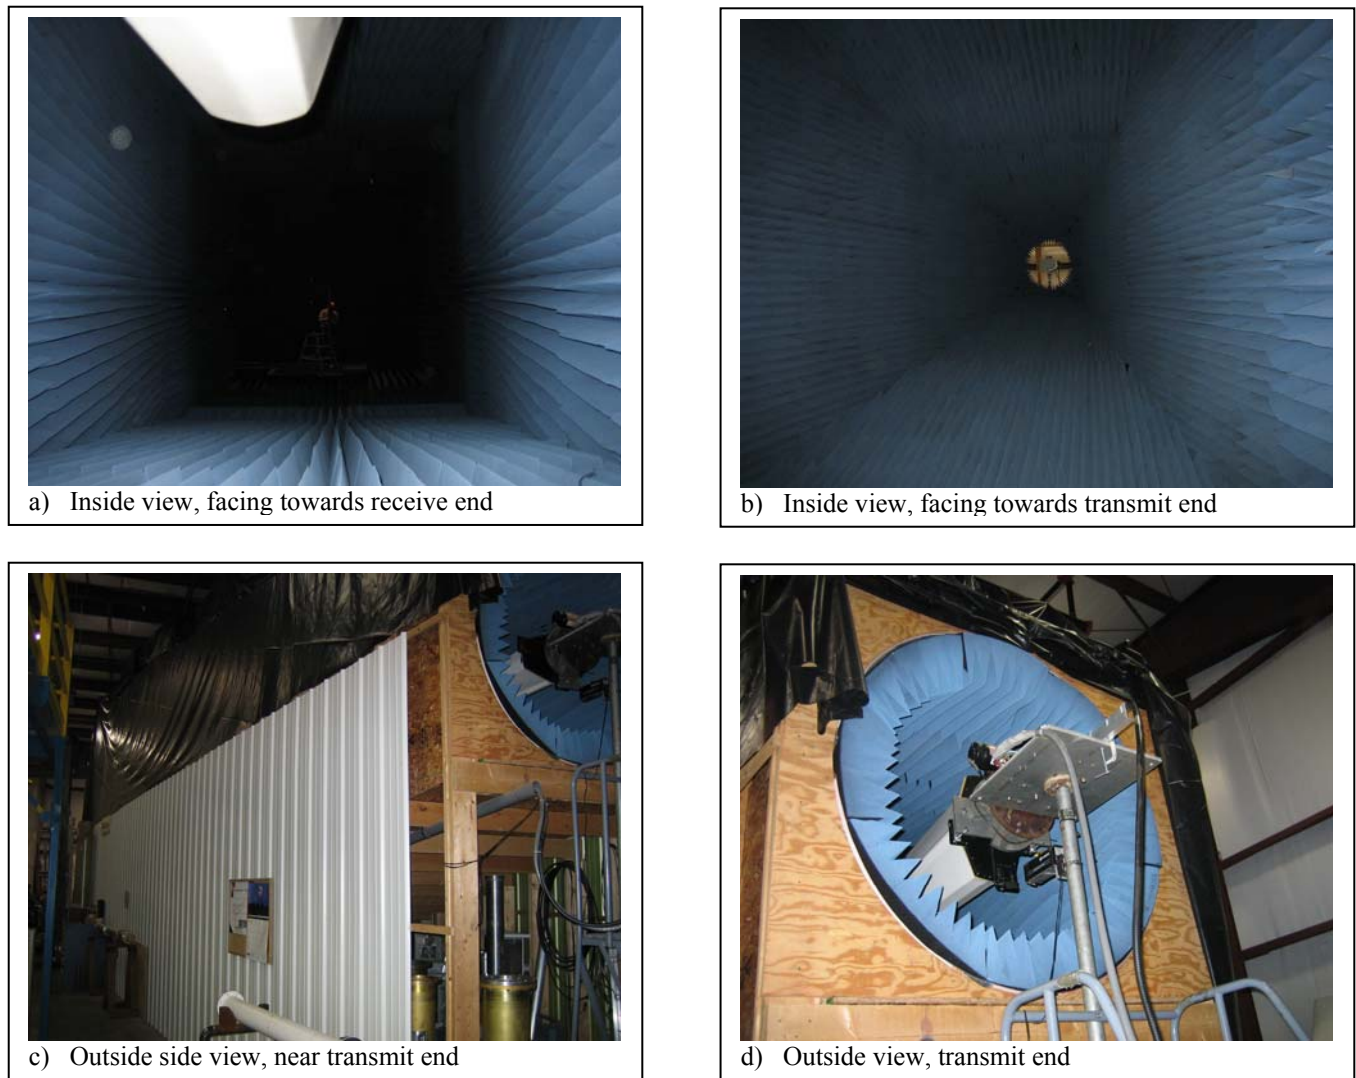 a) Inside view, facing towards receive end
b) Inside view, facing towards transmit end
c) Outside side view, near transmit end
d) Outside view, transmit end